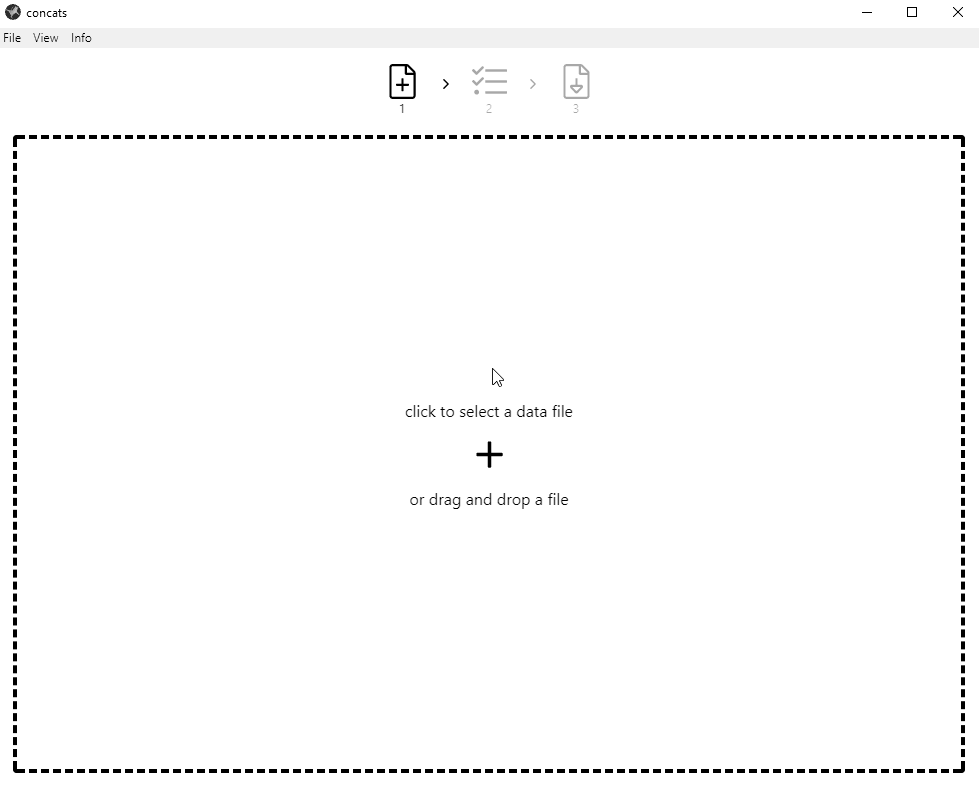 concats
File View Info
1 2 3
click to select a data file
or drag and drop a file